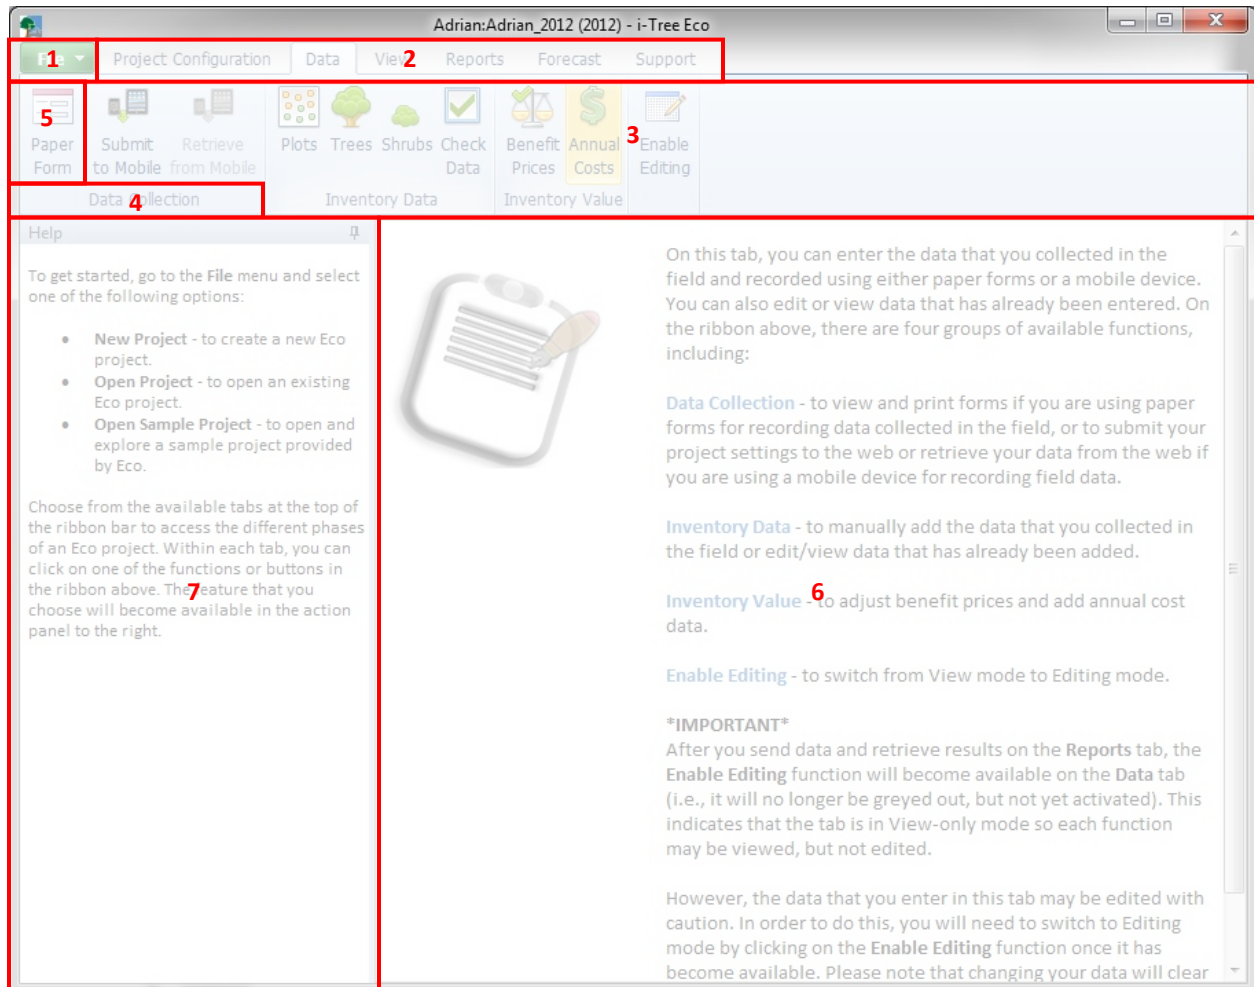 Adrian:Adrian_2012 (2012) - i-Tree Eco
File 1 Project Configuration Data View 2 Reports Forecast Support
5 3
Paper Form
Submit to Mobile
Retrieve from Mobile
Plots Trees Shrubs
Check Data
Benefit Prices
Annual Costs
Enable Editing
Data Collection 4 Inventory Data Inventory Value
Help
To get started, go to the File menu and select
one of the following options:
• New Project - to create a new Eco
project.
• Open Project - to open an existing
Eco project.
• Open Sample Project - to open and
explore a sample project provided
by Eco.
Choose from the available tabs at the top of
the ribbon bar to access the different phases
of an Eco project. Within each tab, you can
click on one of the functions or buttons in
the ribbon above. The feature that you
choose will become available in the action
panel to the right.
7
On this tab, you can enter the data that you collected in the
field and recorded using either paper forms or a mobile device.
You can also edit or view data that has already been entered. On
the ribbon above, there are four groups of available functions,
including:
Data Collection - to view and print forms if you are using paper
forms for recording data collected in the field, or to submit your
project settings to the web or retrieve your data from the web if
you are using a mobile device for recording field data.
Inventory Data - to manually add the data that you collected in
the field or edit/view data that has already been added.
6
Inventory Value - to adjust benefit prices and add annual cost
data.
Enable Editing - to switch from View mode to Editing mode.
*IMPORTANT*
After you send data and retrieve results on the Reports tab, the
Enable Editing function will become available on the Data tab
(i.e., it will no longer be greyed out, but not yet activated). This
indicates that the tab is in View-only mode so each function
may be viewed, but not edited.
However, the data that you enter in this tab may be edited with
caution. In order to do this, you will need to switch to Editing
mode by clicking on the Enable Editing function once it has
become available. Please note that changing your data will clear